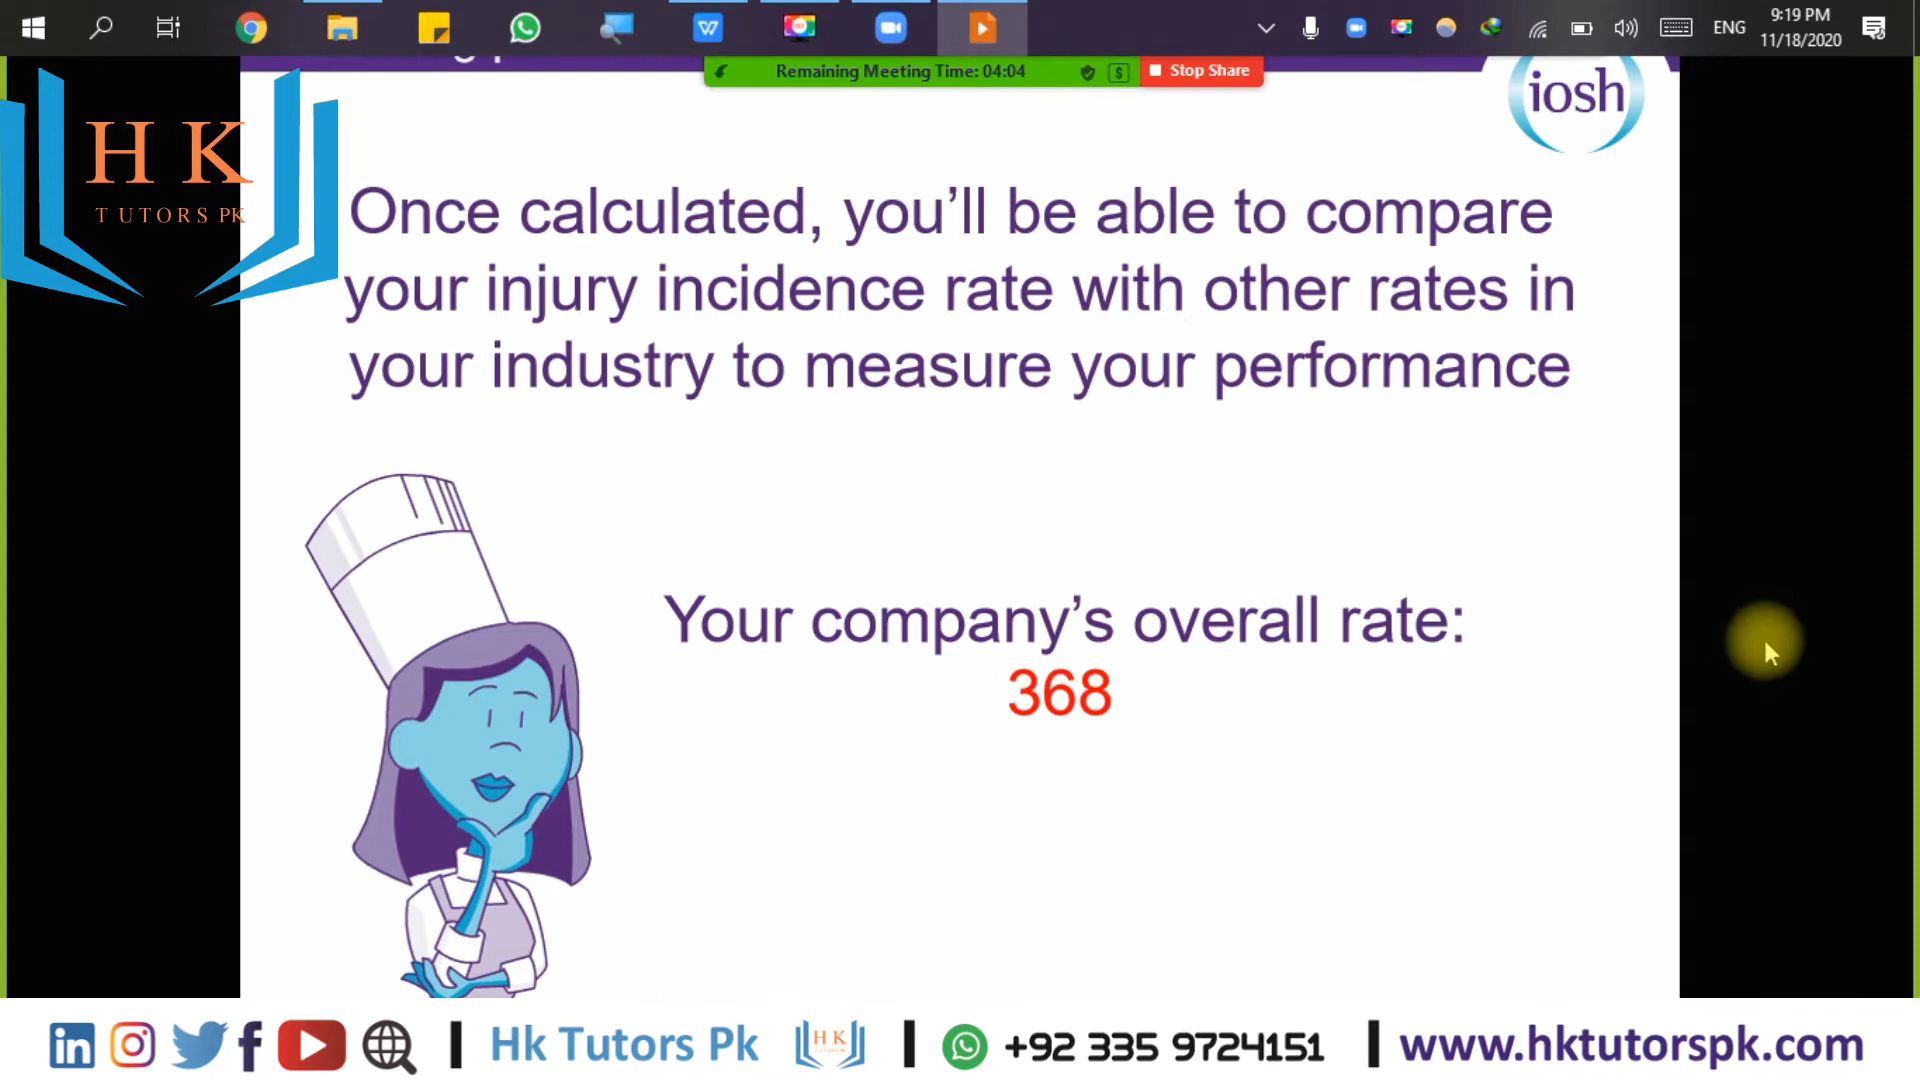 9:19 PM
ENG
11/18/2020
Remaining Meeting Time: 04:04
$
Stop Share
iosh
H K
TUTORS PK
Once calculated, you'll be able to compare
your injury incidence rate with other rates in
your industry to measure your performance
Your company's overall rate:
368
Hk Tutors Pk
H K
+92 335 9724151
www.hktutorspk.com